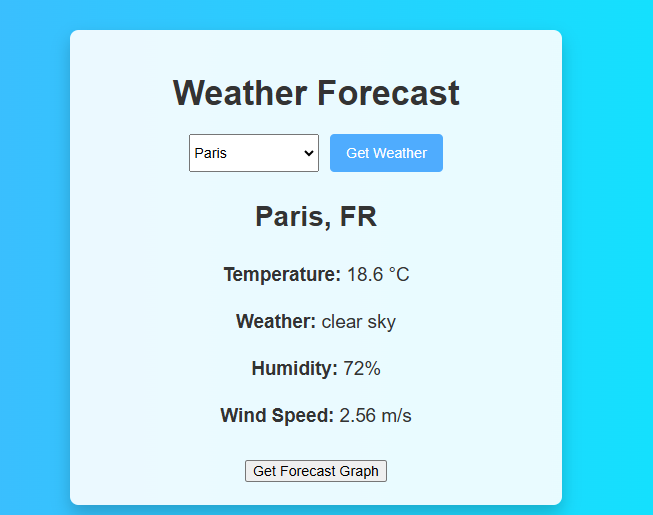 Weather Forecast
Paris Get Weather
Paris, FR
Temperature: 18.6 °C
Weather: clear sky
Humidity: 72%
Wind Speed: 2.56 m/s
Get Forecast Graph